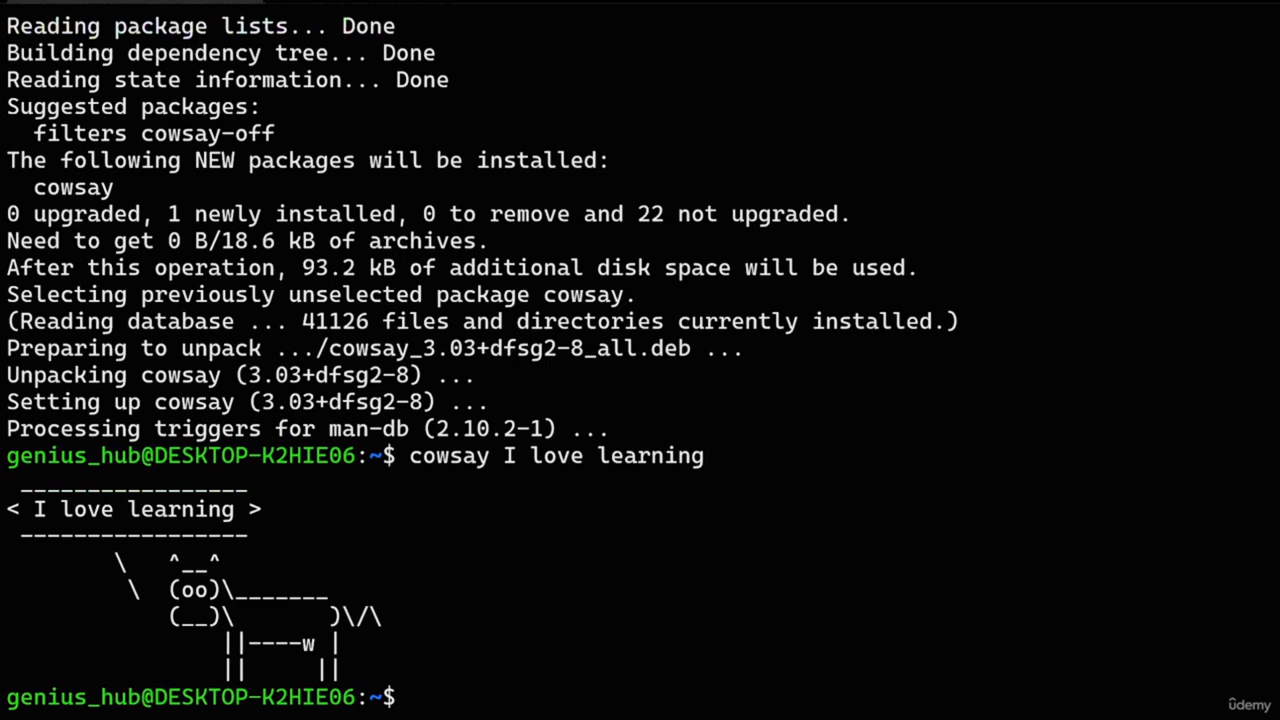 Reading package lists... Done
Building dependency tree... Done
Reading state information... Done
Suggested packages:
  filters cowsay-off
The following NEW packages will be installed:
  cowsay
0 upgraded, 1 newly installed, 0 to remove and 22 not upgraded.
Need to get 0 B/18.6 kB of archives.
After this operation, 93.2 kB of additional disk space will be used.
Selecting previously unselected package cowsay.
(Reading database ... 41126 files and directories currently installed.)
Preparing to unpack .../cowsay_3.03+dfsg2-8_all.deb ...
Unpacking cowsay (3.03+dfsg2-8) ...
Setting up cowsay (3.03+dfsg2-8) ...
Processing triggers for man-db (2.10.2-1) ...
genius_hub@DESKTOP-K2HIE06:~$ cowsay I love learning
 _________________
< I love learning >
 -----------------
        \   ^__^
         \  (oo)\_______
            (__)\       )\/\
                ||----w |
                ||     ||
genius_hub@DESKTOP-K2HIE06:~$
udemy